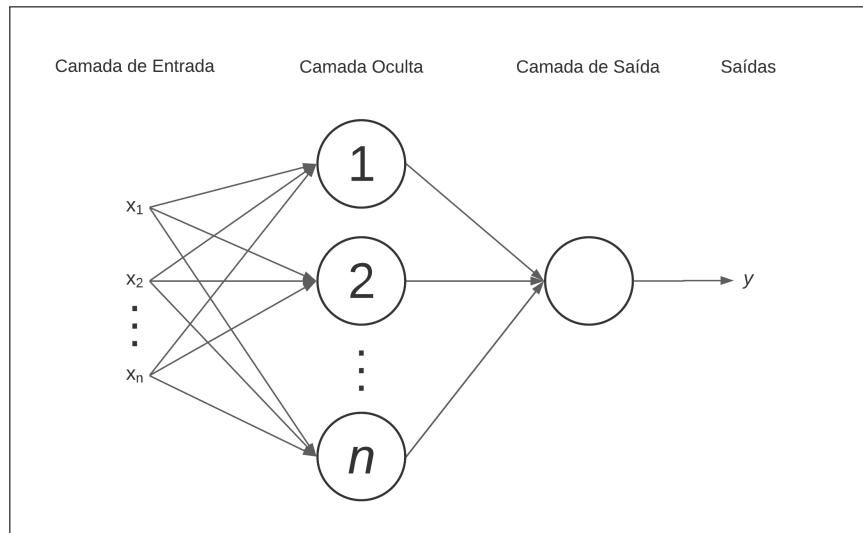 Camada de Entrada Camada Oculta Camada de Saída Saídas
1
x₁
x₂ 2 y
⋮
xₙ
⋮
n